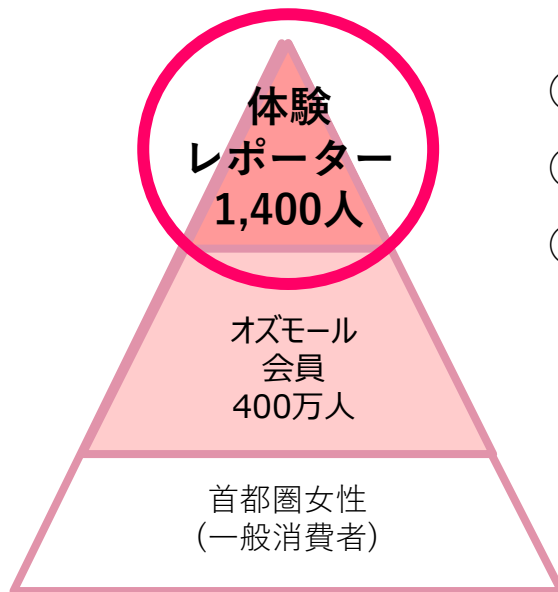 体験
レポーター
1,400人
オズモール
会員
400万人
首都圏女性
(一般消費者)